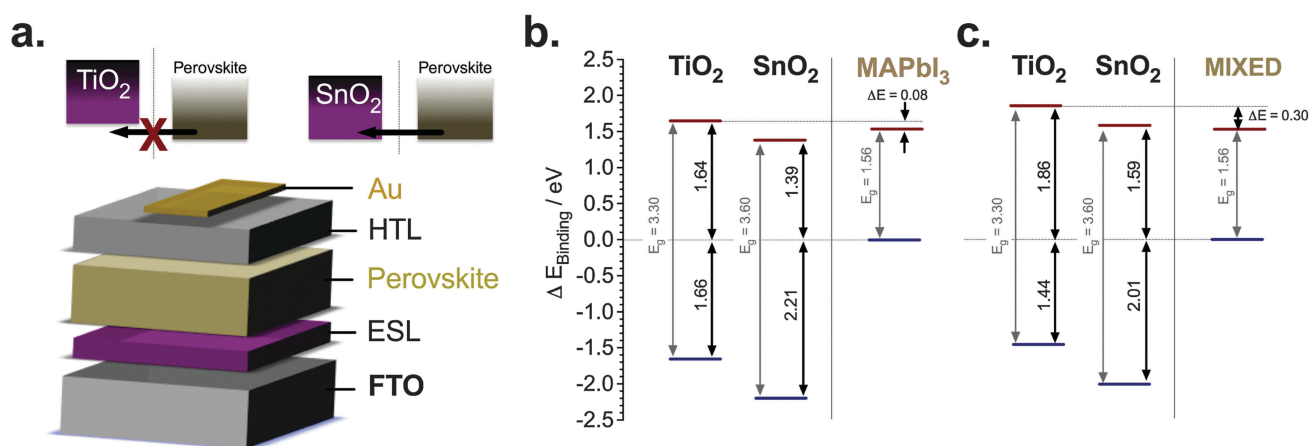 a.
TiO2
Perovskite
X
SnO2
Perovskite
Au
HTL
Perovskite
ESL
FTO
b.
Δ EBinding / eV
2.5
2.0
1.5
1.0
0.5
0.0
-0.5
-1.0
-1.5
-2.0
-2.5
TiO2
SnO2
MAPbI3
ΔE = 0.08
Eg = 3.30
1.64
1.66
Eg = 3.60
1.39
2.21
Eg = 1.56
c.
TiO2
SnO2
MIXED
ΔE = 0.30
Eg = 3.30
1.86
1.44
Eg = 3.60
1.59
2.01
Eg = 1.56